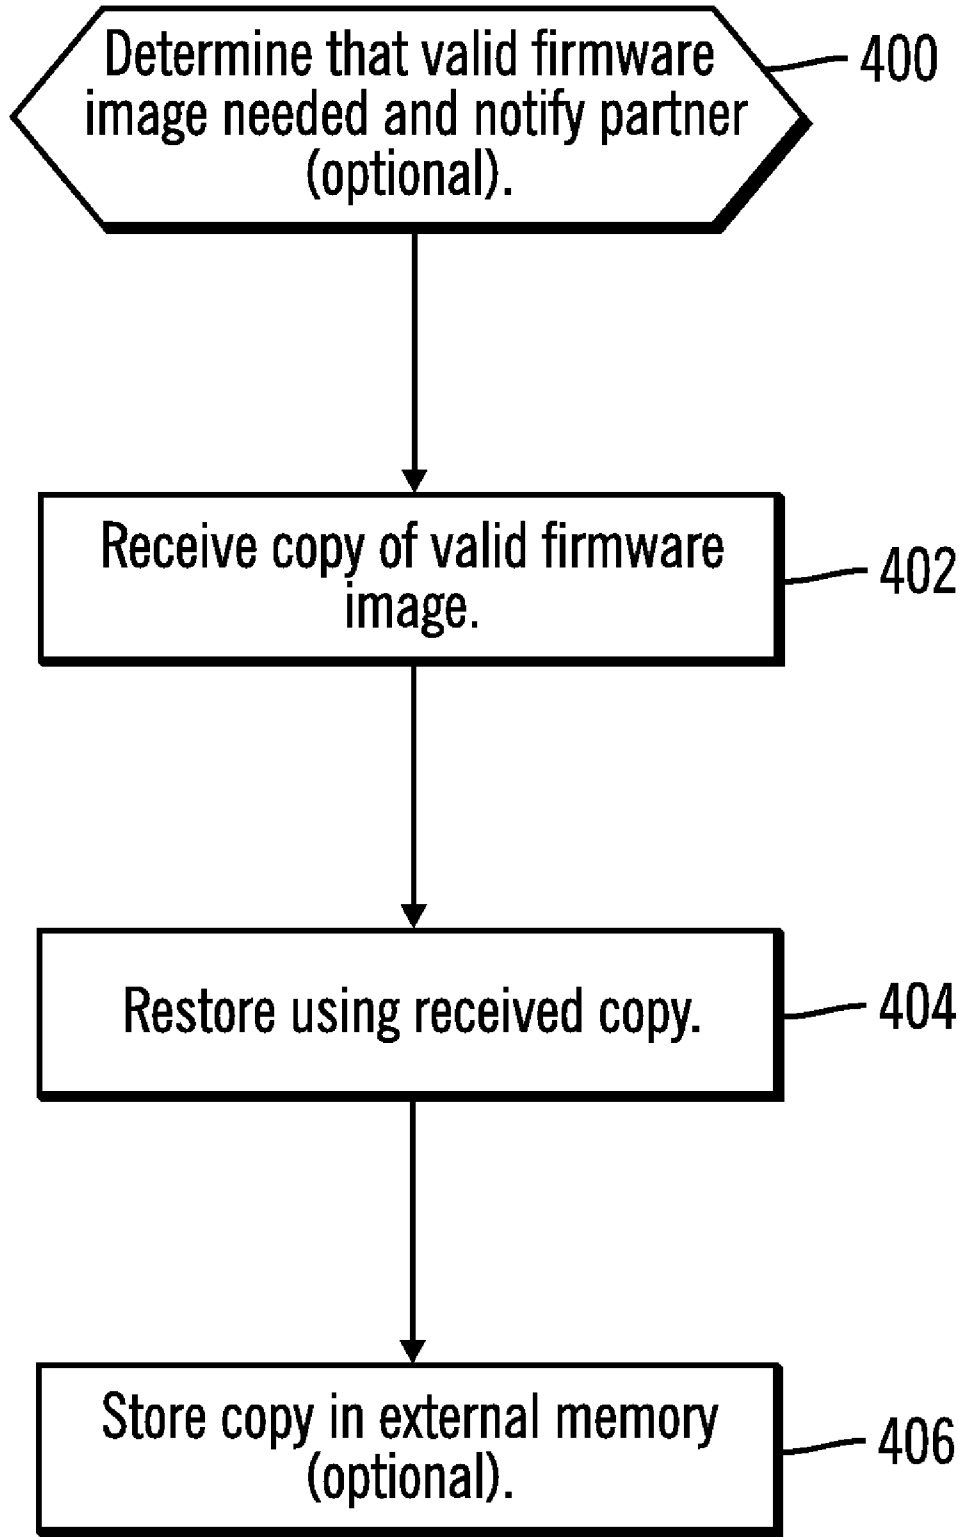 Determine that valid firmware
image needed and notify partner
(optional).
400
Receive copy of valid firmware
image.
402
Restore using received copy.
404
Store copy in external memory
(optional).
406